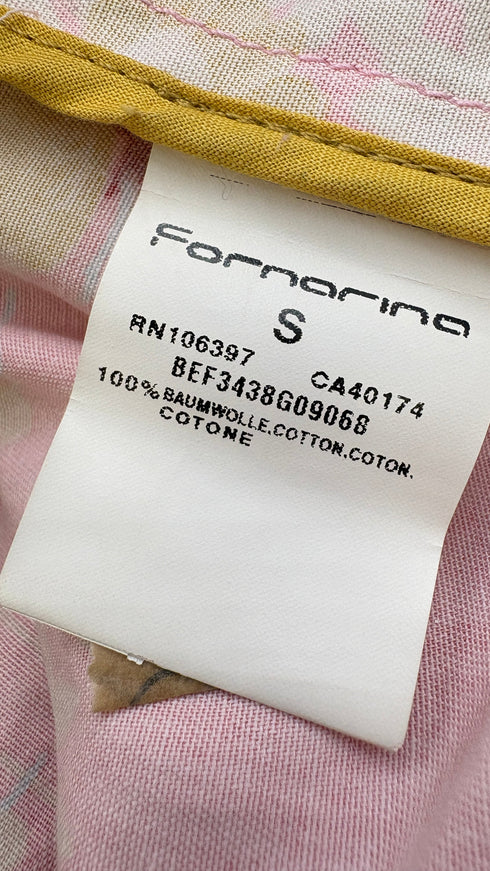 Fornarina
S
RN106397 CA40174
BEF3438G09068
100% BAUMWOLLE.COTTON.COTON.
COTONE